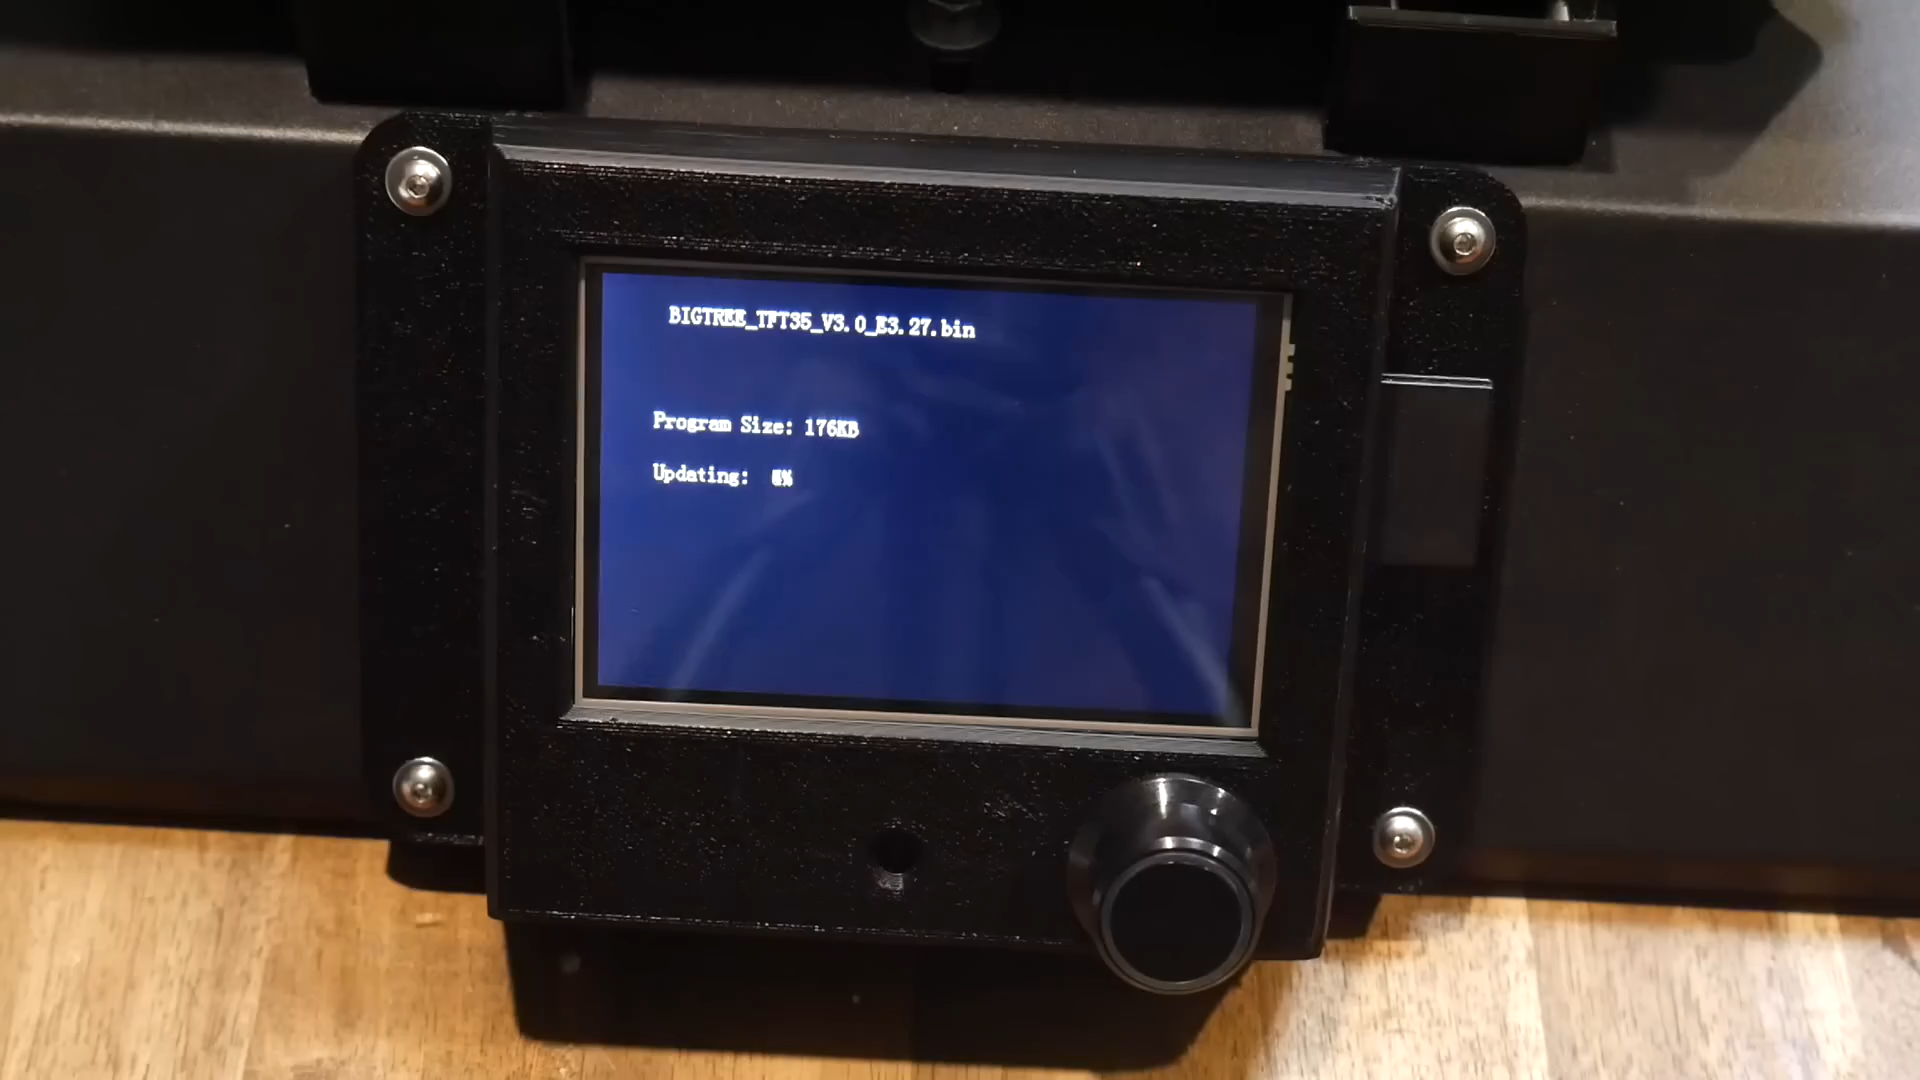 BIGTREE_TFT35_V3.0_E3.27.bin
Program Size: 176KB
Updating: %